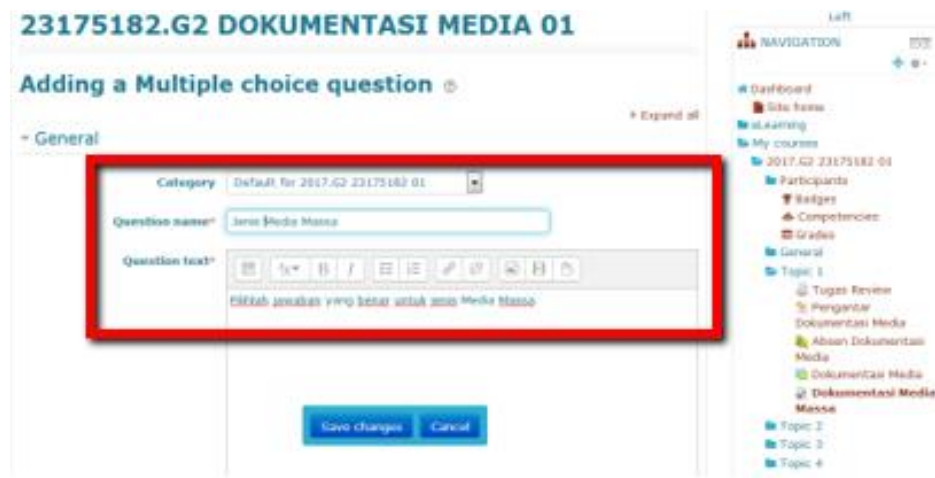 23175182.G2 DOKUMENTASI MEDIA 01
Adding a Multiple choice question
Expand all
General
Category Default for 2017.G2 23175182 01
Question name* Jenis Media Massa
Question text*
B I
Pilihlah jawaban yang benar untuk jenis Media Massa
Save changes Cancel
Left
NAVIGATION
Dashboard
Site home
eLearning
My courses
2017.G2 23175182 01
Participants
Badges
Competencies
Grades
General
Topic 1
Tugas Review
Pengantar
Dokumentasi Media
Absen Dokumentasi
Media
Dokumentasi Media
Dokumentasi Media
Massa
Topic 2
Topic 3
Topic 4